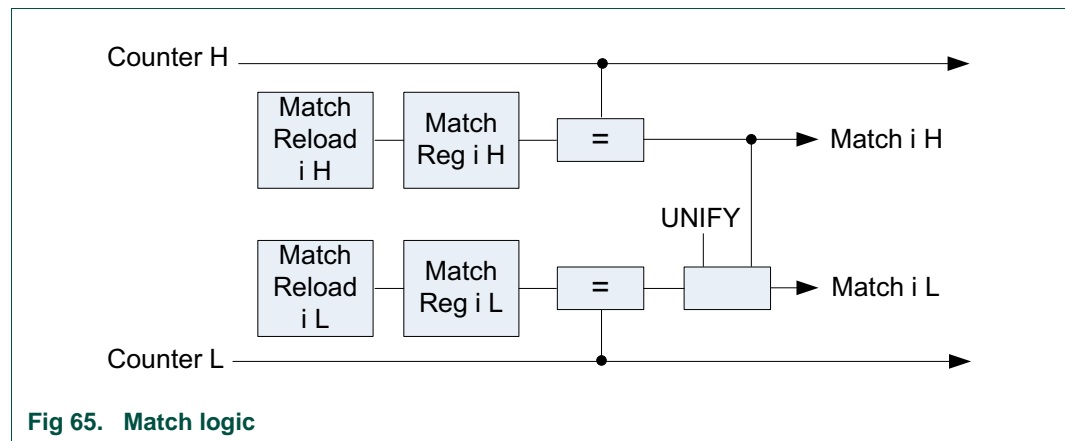 Counter H
Match
Reload
i H
Match
Reg i H
=
Match i H
UNIFY
Match
Reload
i L
Match
Reg i L
=
Match i L
Counter L
Fig 65. Match logic